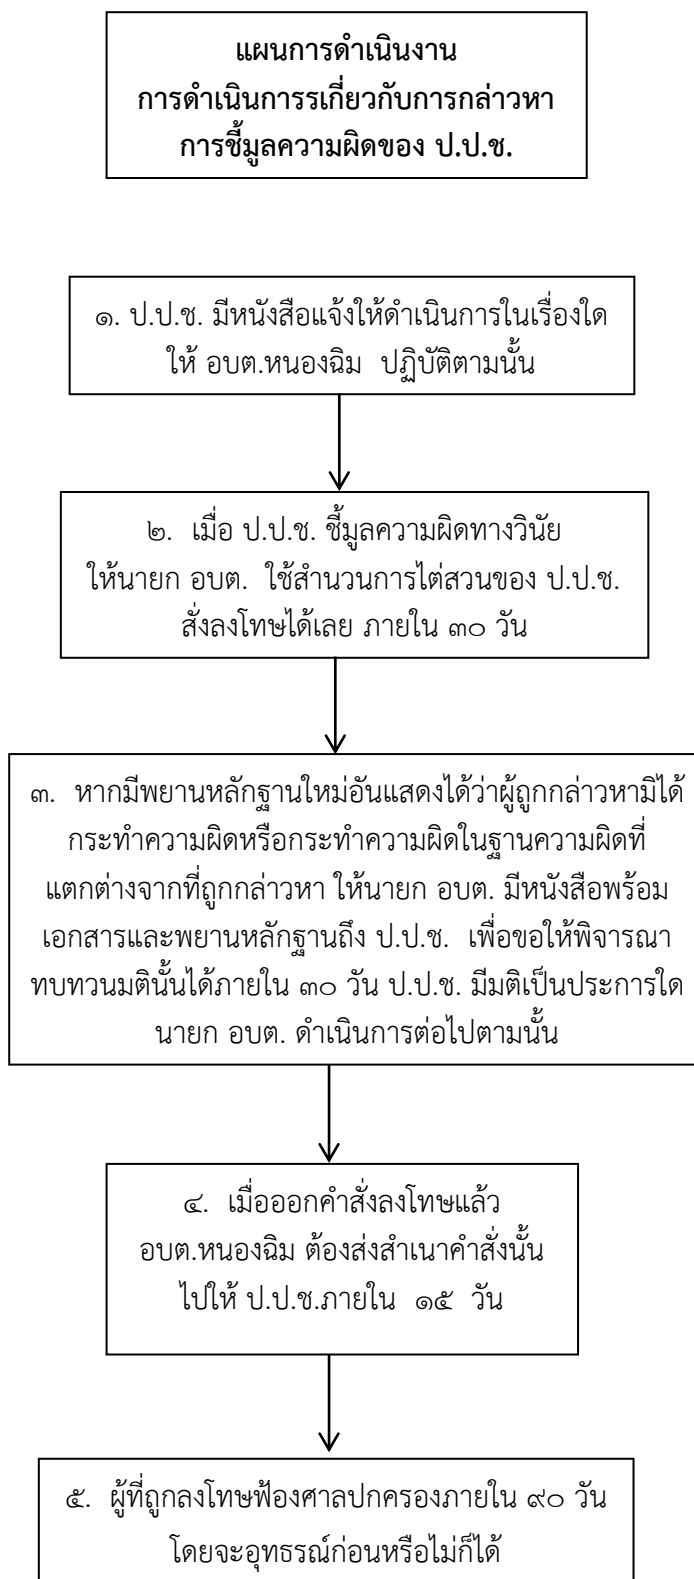 แผนการดำเนินงาน
การดำเนินการรเกี่ยวกับการกล่าวหา
การชี้มูลความผิดของ ป.ป.ช.
๑. ป.ป.ช. มีหนังสือแจ้งให้ดำเนินการในเรื่องใด
ให้ อบต.หนองฉิม ปฏิบัติตามนั้น
๒. เมื่อ ป.ป.ช. ชี้มูลความผิดทางวินัย
ให้นายก อบต. ใช้สำนวนการไต่สวนของ ป.ป.ช.
สั่งลงโทษได้เลย ภายใน ๓๐ วัน
๓. หากมีพยานหลักฐานใหม่อันแสดงได้ว่าผู้ถูกกล่าวหามิได้
กระทำความผิดหรือกระทำความผิดในฐานความผิดที่
แตกต่างจากที่ถูกกล่าวหา ให้นายก อบต. มีหนังสือพร้อม
เอกสารและพยานหลักฐานถึง ป.ป.ช. เพื่อขอให้พิจารณา
ทบทวนมตินั้นได้ภายใน ๓๐ วัน ป.ป.ช. มีมติเป็นประการใด
นายก อบต. ดำเนินการต่อไปตามนั้น
๔. เมื่อออกคำสั่งลงโทษแล้ว
อบต.หนองฉิม ต้องส่งสำเนาคำสั่งนั้น
ไปให้ ป.ป.ช.ภายใน ๑๕ วัน
๕. ผู้ที่ถูกลงโทษฟ้องศาลปกครองภายใน ๙๐ วัน
โดยจะอุทธรณ์ก่อนหรือไม่ก็ได้